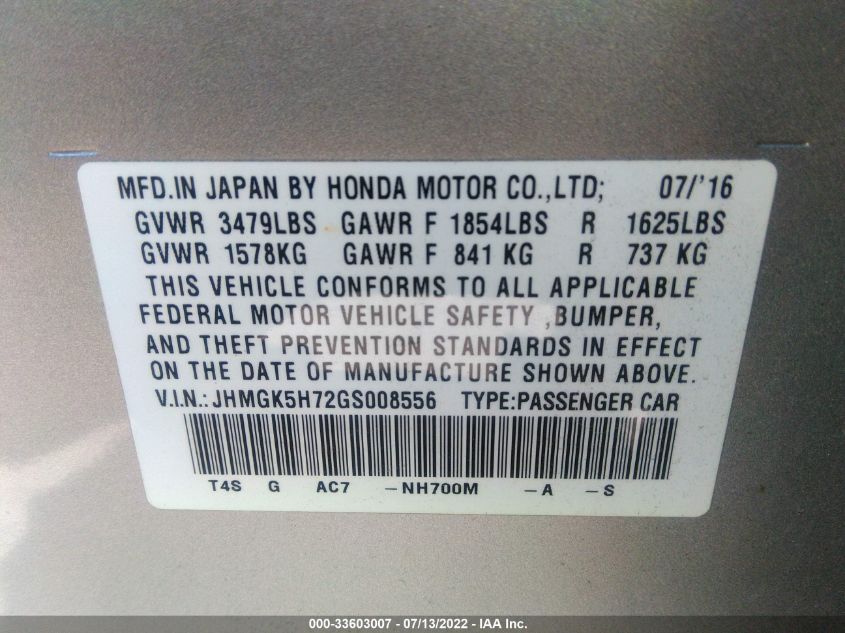 MFD.IN JAPAN BY HONDA MOTOR CO.,LTD; 07/'16
GVWR 3479LBS GAWR F 1854LBS R 1625LBS
GVWR 1578KG GAWR F 841 KG R 737 KG
THIS VEHICLE CONFORMS TO ALL APPLICABLE
FEDERAL MOTOR VEHICLE SAFETY ,BUMPER,
AND THEFT PREVENTION STANDARDS IN EFFECT
ON THE DATE OF MANUFACTURE SHOWN ABOVE.
V.I.N.: JHMGK5H72GS008556 TYPE:PASSENGER CAR
T4S G AC7 -NH700M -A -S
000-33603007 - 07/13/2022 - IAA Inc.